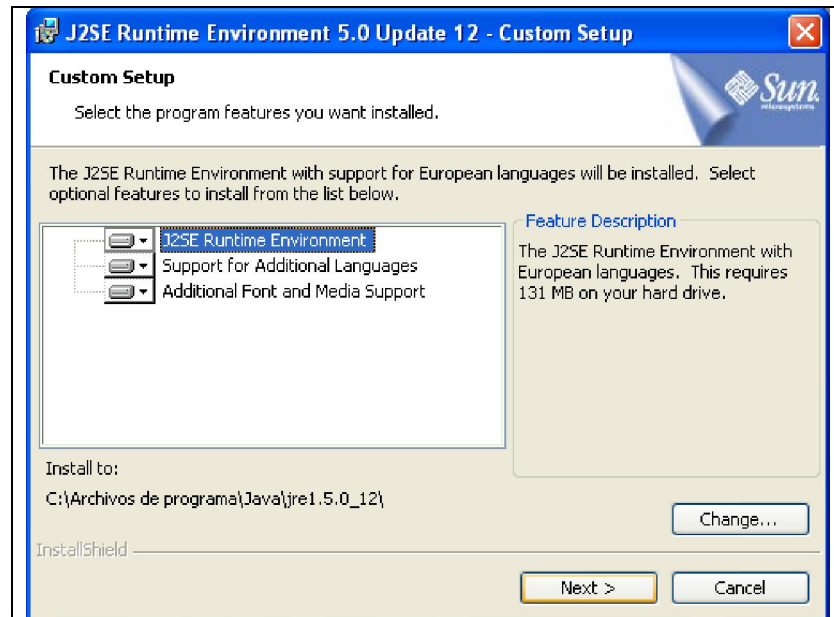 J2SE Runtime Environment 5.0 Update 12 - Custom Setup
Custom Setup
Select the program features you want installed.
Sun
microsystems
The J2SE Runtime Environment with support for European languages will be installed. Select
optional features to install from the list below.
J2SE Runtime Environment
Support for Additional Languages
Additional Font and Media Support
Feature Description
The J2SE Runtime Environment with
European languages. This requires
131 MB on your hard drive.
Install to:
C:\Archivos de programa\Java\jre1.5.0_12\
Change...
InstallShield
Next >
Cancel